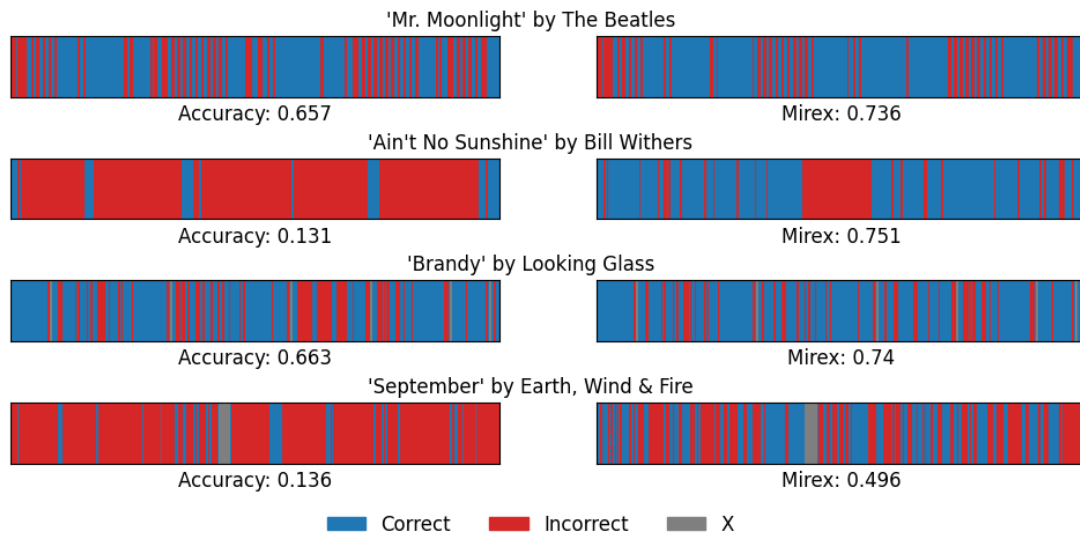 'Mr. Moonlight' by The Beatles
Accuracy: 0.657
Mirex: 0.736
'Ain't No Sunshine' by Bill Withers
Accuracy: 0.131
Mirex: 0.751
'Brandy' by Looking Glass
Accuracy: 0.663
Mirex: 0.74
'September' by Earth, Wind & Fire
Accuracy: 0.136
Mirex: 0.496
Correct
Incorrect
X